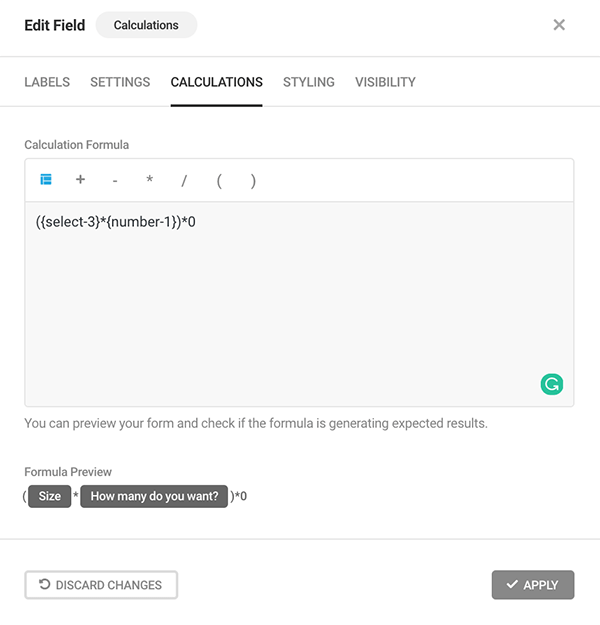 Edit Field Calculations
LABELS SETTINGS CALCULATIONS STYLING VISIBILITY
Calculation Formula
+ - * / ( )
({select-3}*{number-1})*0
You can preview your form and check if the formula is generating expected results.
Formula Preview
( Size * How many do you want? )*0
DISCARD CHANGES APPLY